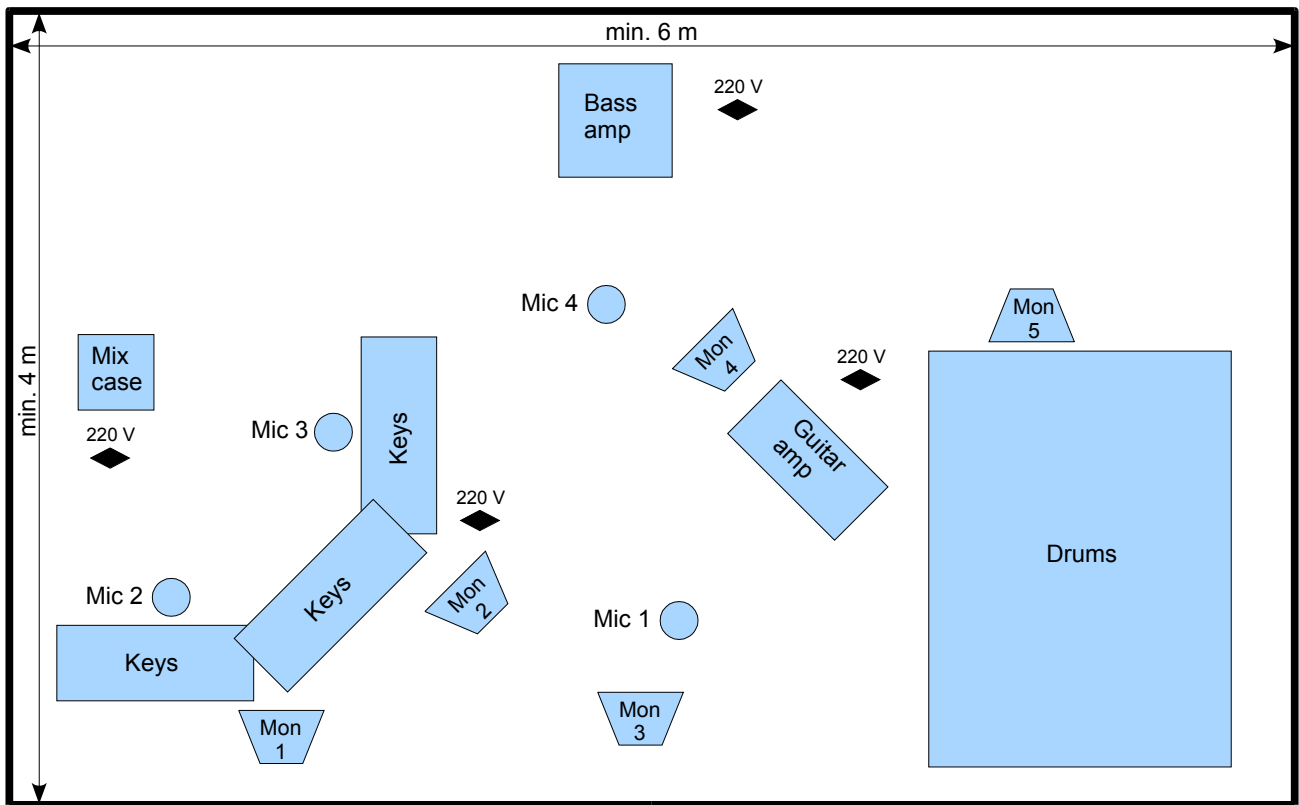 min. 6 m
220 V
Bass
amp
Mic 4
Mon
5
Mon
4
220 V
Mix
case
min. 4 m
220 V
Mic 3
Keys
Guitar
amp
220 V
Drums
Keys
Mon
2
Mic 2
Mic 1
Keys
Mon
1
Mon
3